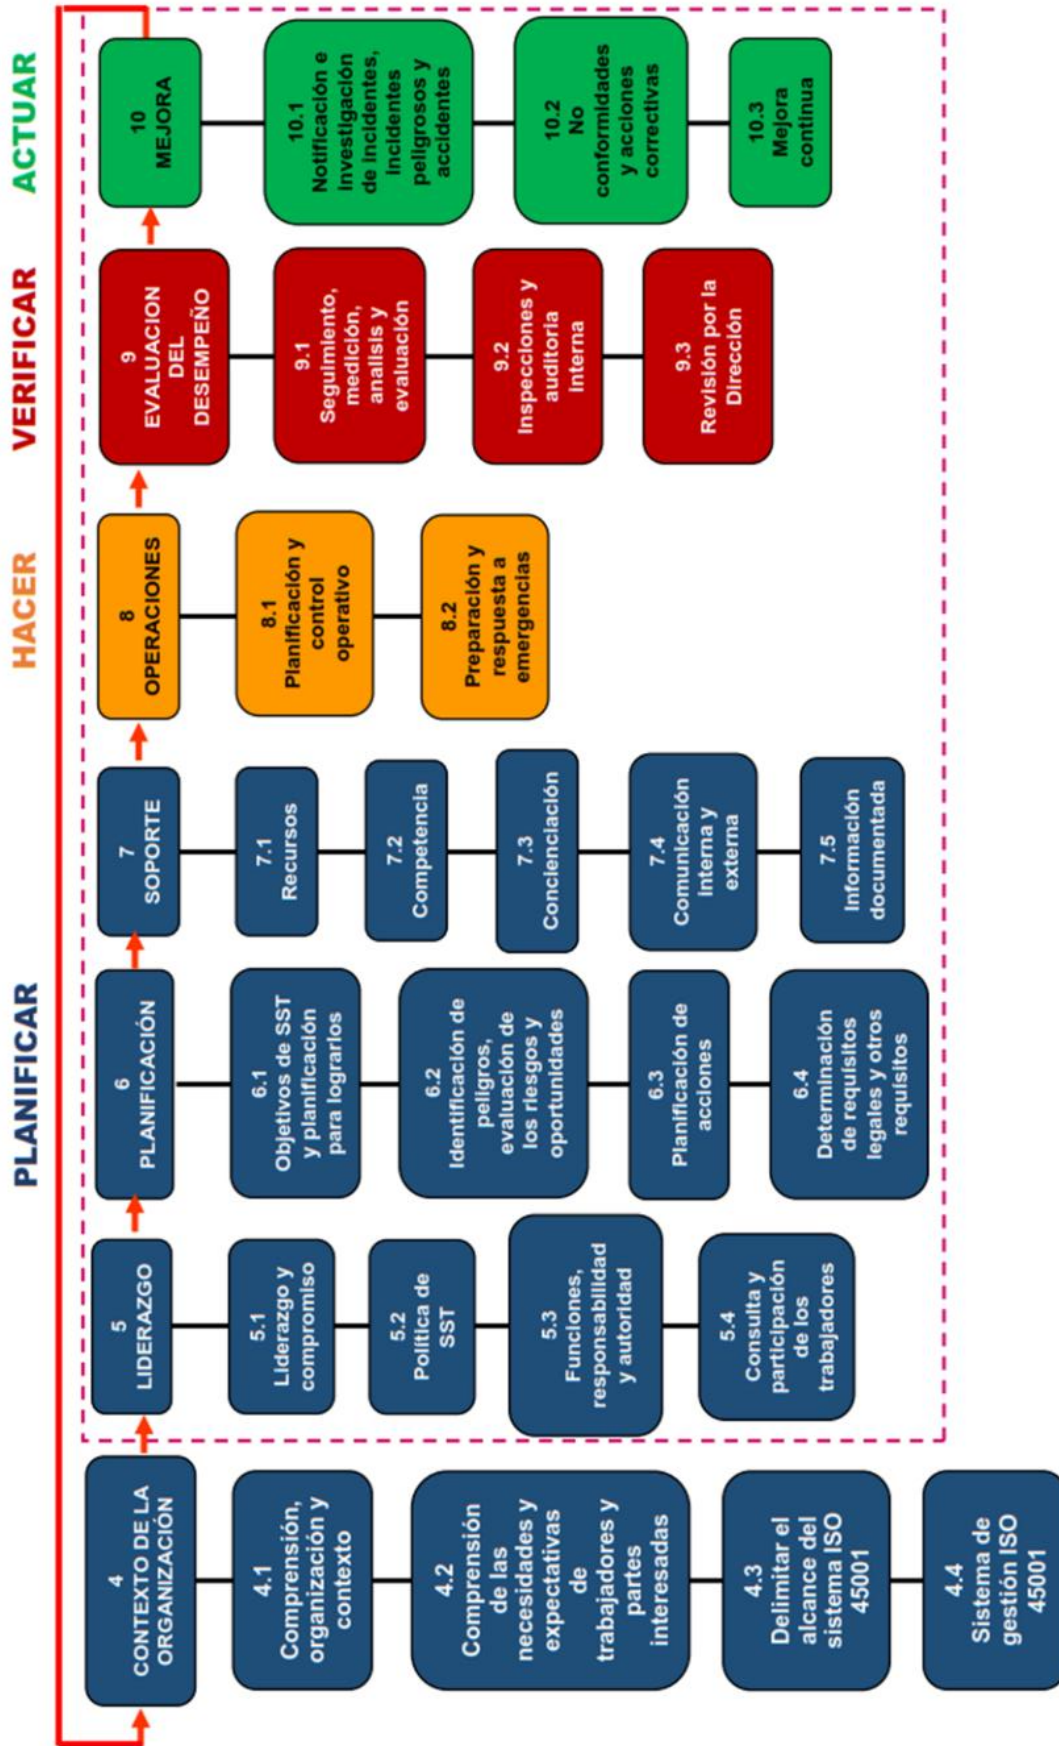 PLANIFICAR
HACER
VERIFICAR
ACTUAR
4
CONTEXTO DE LA
ORGANIZACIÓN
4.1
Comprensión,
organización y
contexto
4.2
Comprensión
de las
necesidades y
expectativas
de
trabajadores y
partes
interesadas
4.3
Delimitar el
alcance del
sistema ISO
45001
4.4
Sistema de
gestión ISO
45001
5
LIDERAZGO
5.1
Liderazgo y
compromiso
5.2
Política de
SST
5.3
Funciones,
responsabilidad
y autoridad
5.4
Consulta y
participación
de los
trabajadores
6
PLANIFICACIÓN
6.1
Objetivos de SST
y planificación
para lograrlos
6.2
Identificación de
peligros,
evaluación de
los riesgos y
oportunidades
6.3
Planificación de
acciones
6.4
Determinación
de requísitos
legales y otros
requísitos
7
SOPORTE
7.1
Recursos
7.2
Competencia
7.3
Concienciación
7.4
Comunicación
interna y
externa
7.5
Información
documentada
8
OPERACIONES
8.1
Planificación y
control
operativo
8.2
Preparación y
respuesta a
emergencias
9
EVALUACION
DEL
DESEMPEÑO
9.1
Seguimiento,
medición,
analisis y
evaluación
9.2
Inspecciones y
auditoria
interna
9.3
Revisión por la
Dirección
10
MEJORA
10.1
Notificación e
investigación
de incidentes,
incidentes
peligrosos y
accidentes
10.2
No
conformidades
y acciones
correctivas
10.3
Mejora
continua